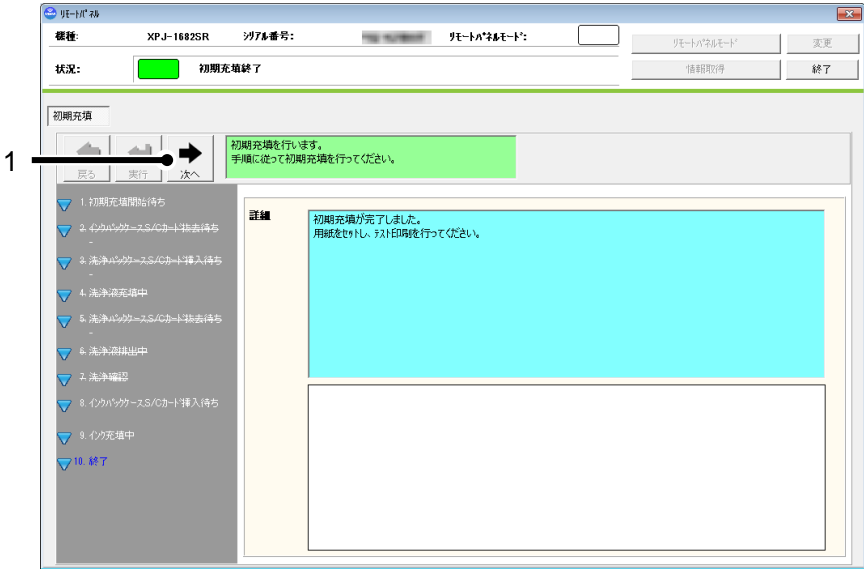 リモートパネル
機種: XPJ-1682SR シリアル番号: リモートパネルモード: リモートパネルモード 変更
状況: 初期充填終了 情報取得 終了
初期充填
1
戻る 実行 次へ
初期充填を行います。
手順に従って初期充填を行ってください。
1. 初期充填開始待ち
2. インクパックケース,S/Cカード抜去待ち
-
3. 洗浄パックケース,S/Cカード挿入待ち
-
4. 洗浄液充填中
5. 洗浄パックケース,S/Cカード抜去待ち
-
6. 洗浄液排出中
7. 洗浄確認
8. インクパックケース,S/Cカード挿入待ち
9. インク充填中
10. 終了
詳細
初期充填が完了しました。
用紙をセットし、テスト印刷を行ってください。